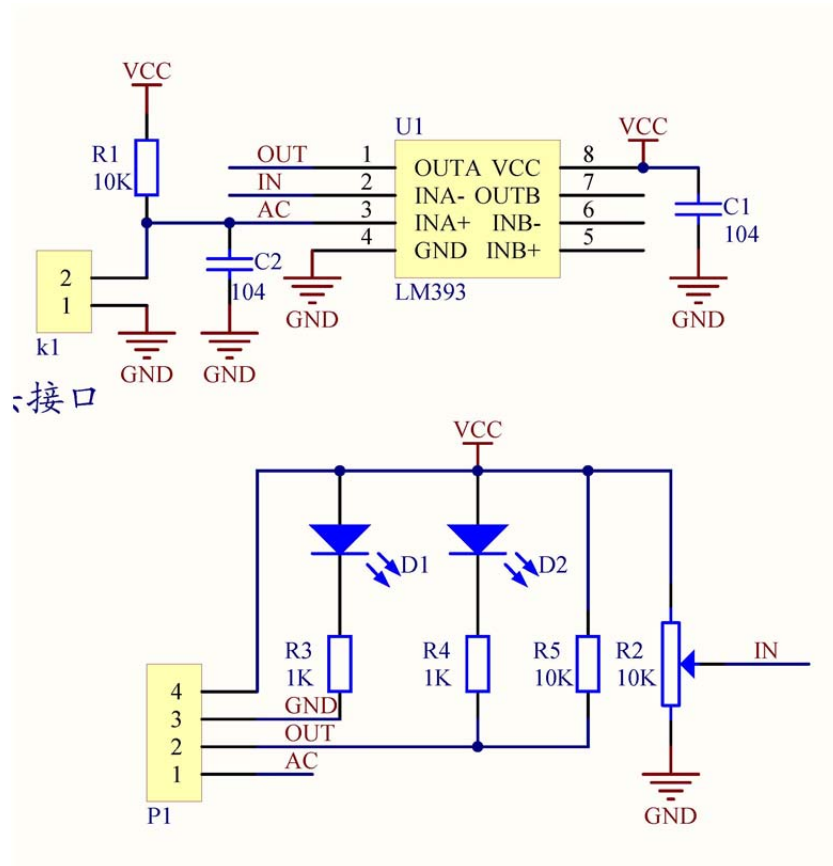 VCC
R1
10K
k1
2
1
GND
C2
104
GND
U1
OUT 1 OUTA VCC 8
IN 2 INA- OUTB 7
AC 3 INA+ INB- 6
4 GND INB+ 5
LM393
GND
VCC
C1
104
GND
接口
VCC
D1
D2
R3
1K
R4
1K
R5
10K
R2
10K
IN
4
3 GND
2 OUT
1 AC
P1
GND